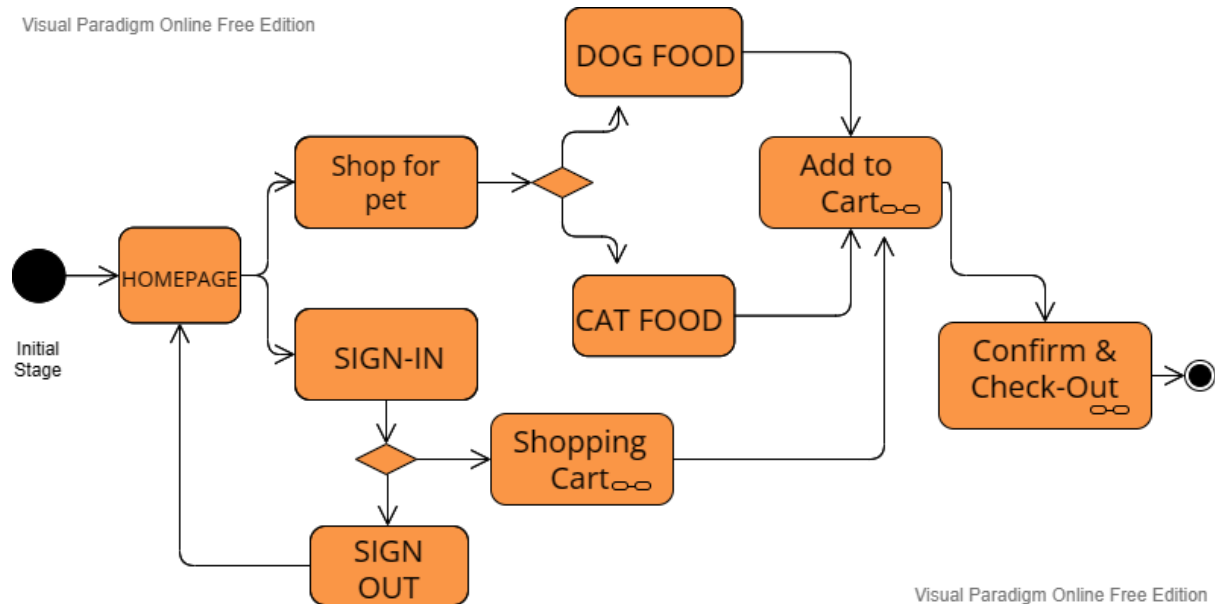 Visual Paradigm Online Free Edition
DOG FOOD
Shop for
pet
Add to
Cart
HOMEPAGE
Initial
Stage
CAT FOOD
SIGN-IN
Confirm &
Check-Out
Shopping
Cart
SIGN
OUT
Visual Paradigm Online Free Edition